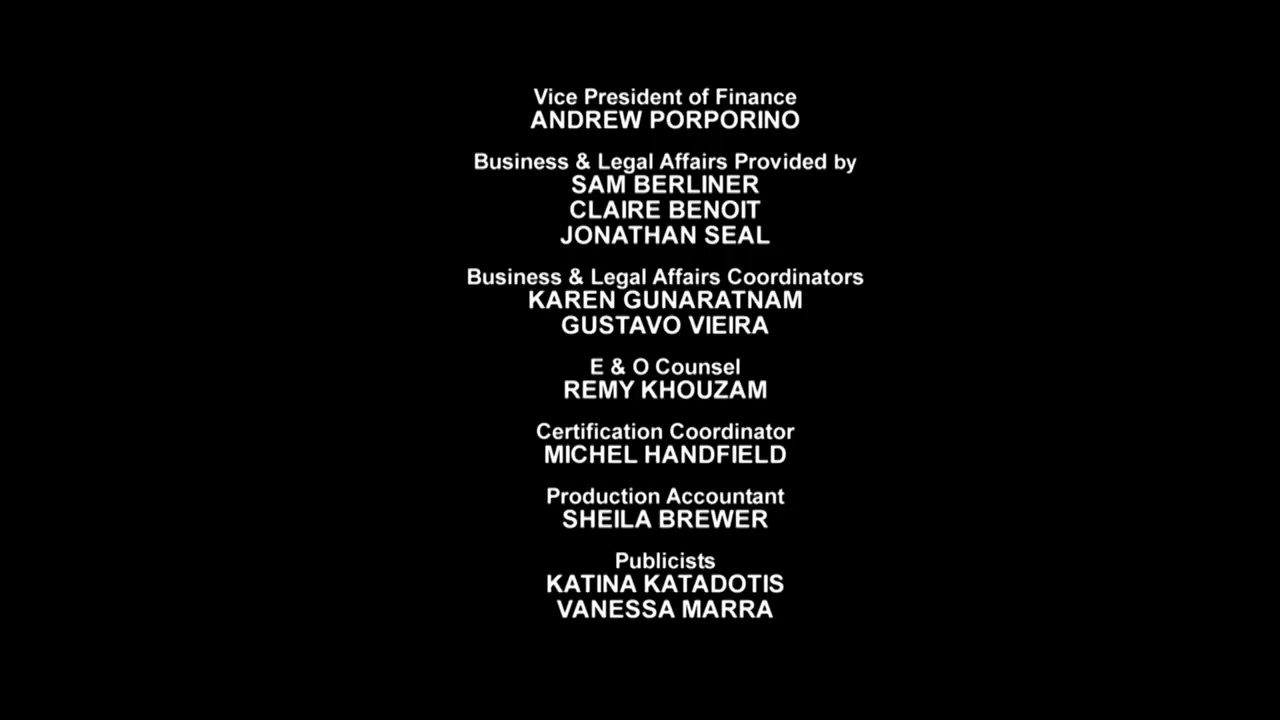 Vice President of Finance
ANDREW PORPORINO
Business & Legal Affairs Provided by
SAM BERLINER
CLAIRE BENOIT
JONATHAN SEAL
Business & Legal Affairs Coordinators
KAREN GUNARATNAM
GUSTAVO VIEIRA
E & O Counsel
REMY KHOUZAM
Certification Coordinator
MICHEL HANDFIELD
Production Accountant
SHEILA BREWER
Publicists
KATINA KATADOTIS
VANESSA MARRA